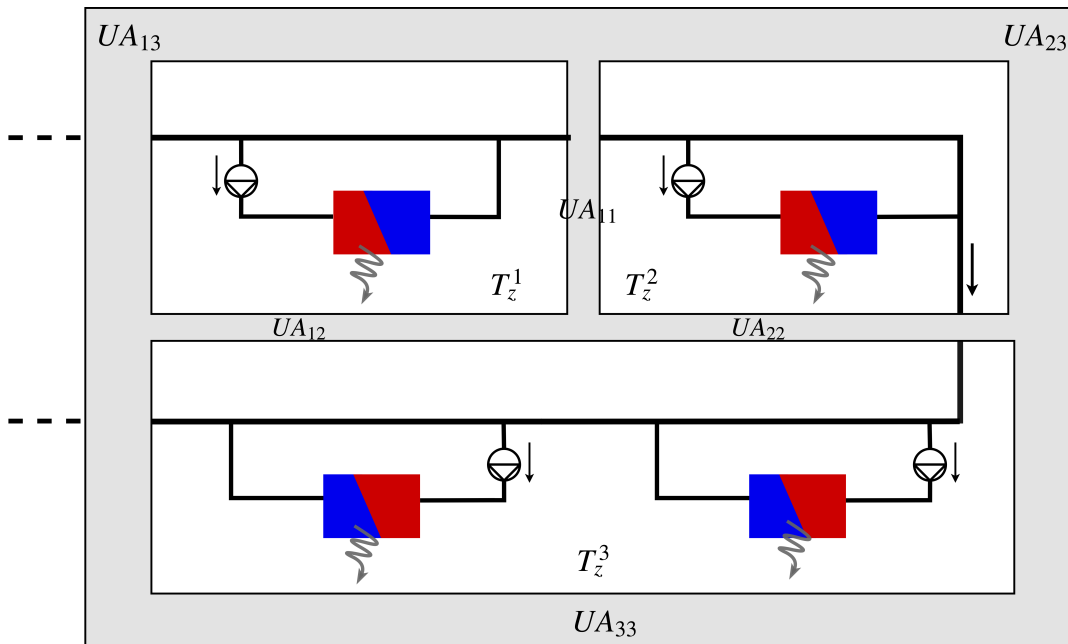 UA₁₃
UA₂₃
UA₁₁
T_z^1
T_z^2
UA₁₂
UA₂₂
T_z^3
UA₃₃